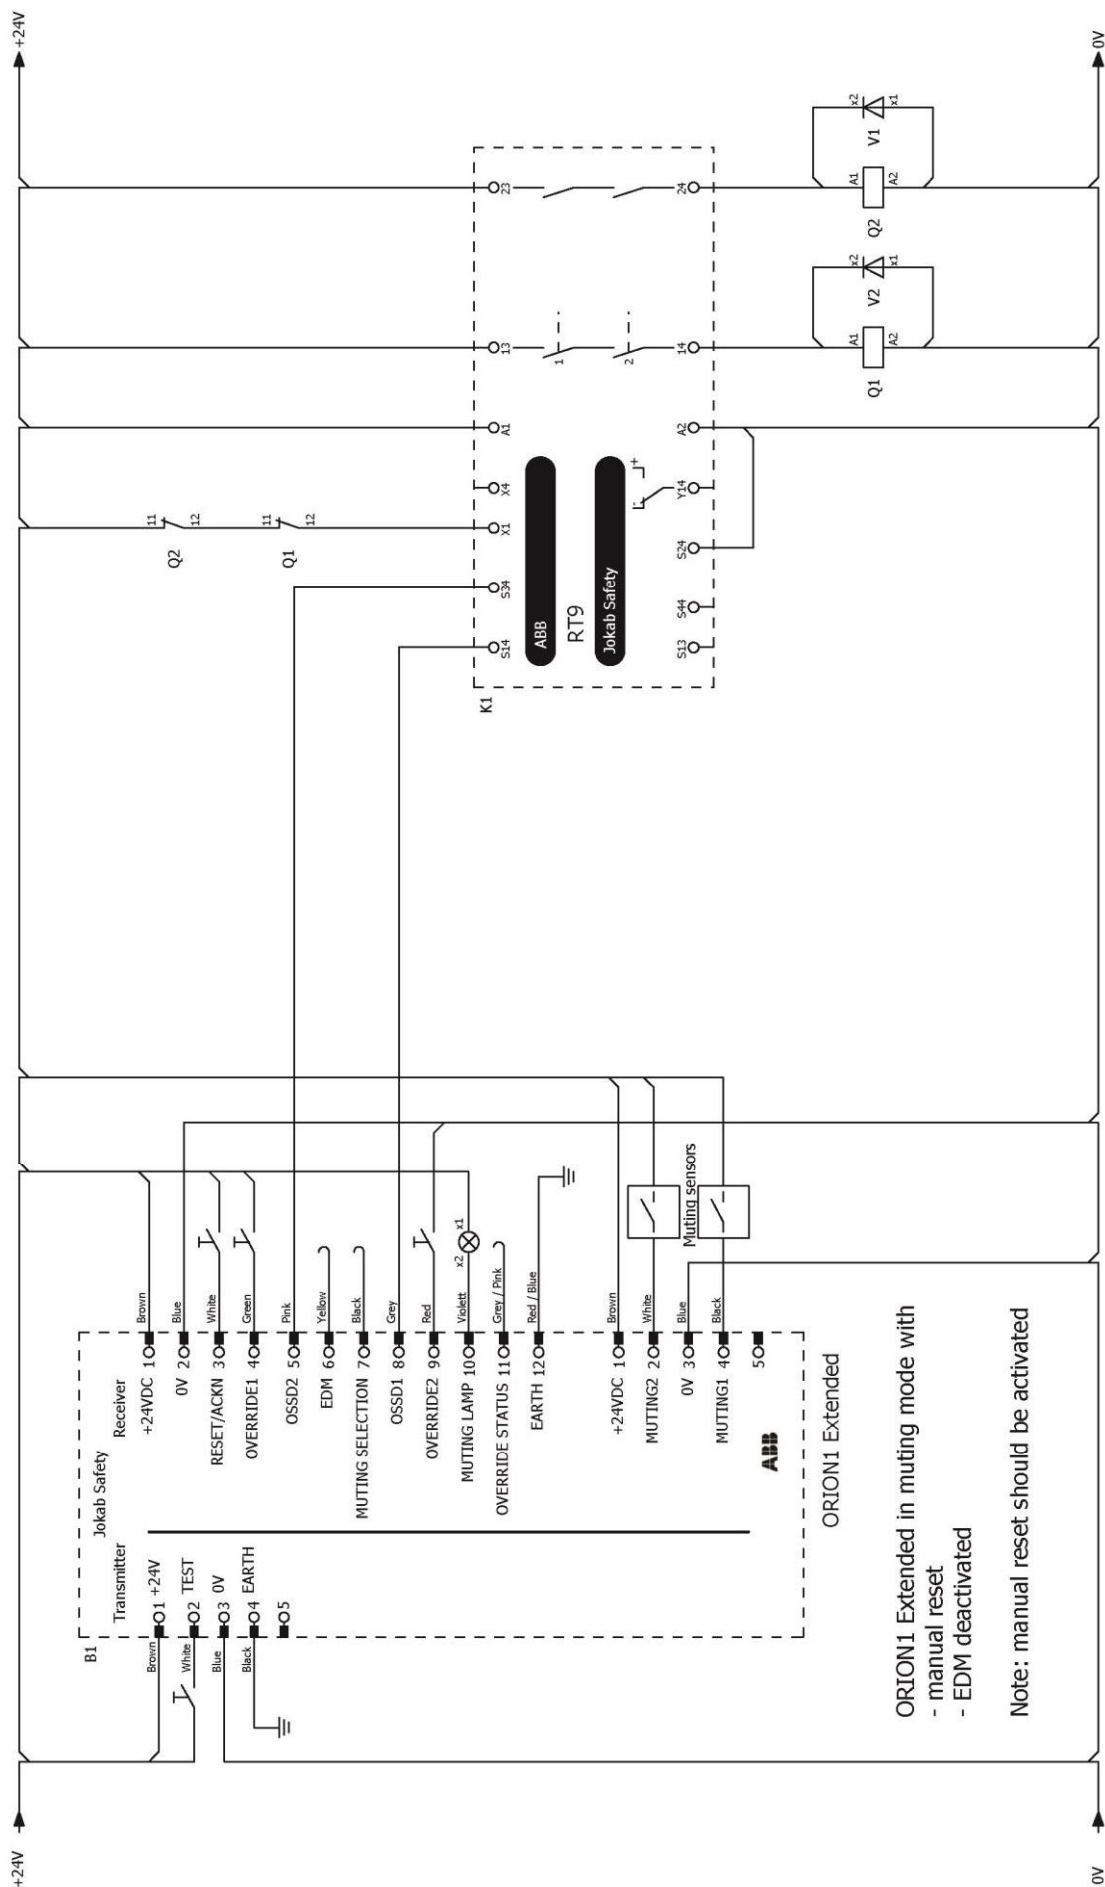 +24V
+24V
B1
Jokab Safety
Transmitter
Receiver
Brown
1
+24V
White
2
TEST
Blue
3
0V
Black
4
EARTH
5
+24VDC 1
Brown
0V 2
Blue
RESET/ACKN 3
White
OVERRIDE1 4
Green
OSSD2 5
Pink
EDM 6
Yellow
MUTING SELECTION 7
Black
OSSD1 8
Grey
OVERRIDE2 9
Red
MUTING LAMP 10
Violett
x2
x1
OVERRIDE STATUS 11
Grey / Pink
EARTH 12
Red / Blue
+24VDC 1
Brown
MUTING2 2
White
0V 3
Blue
MUTING1 4
Black
5
Muting sensors
ABB
ORION1 Extended
Q2
11
12
Q1
11
12
K1
S14
S34
X1
X4
A1
13
23
ABB
RT9
Jokab Safety
1
2
-
+
S13
S44
S24
Y14
A2
14
24
Q1
A1
A2
V2
x2
x1
Q2
A1
A2
V1
x2
x1
ORION1 Extended in muting mode with
- manual reset
- EDM deactivated
Note: manual reset should be activated
0V
0V